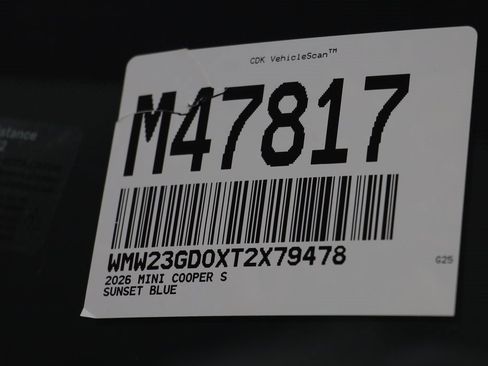 CDK VehicleScan™
M47817
WMW23GD0XT2X79478
2026 MINI COOPER S
SUNSET BLUE
G25